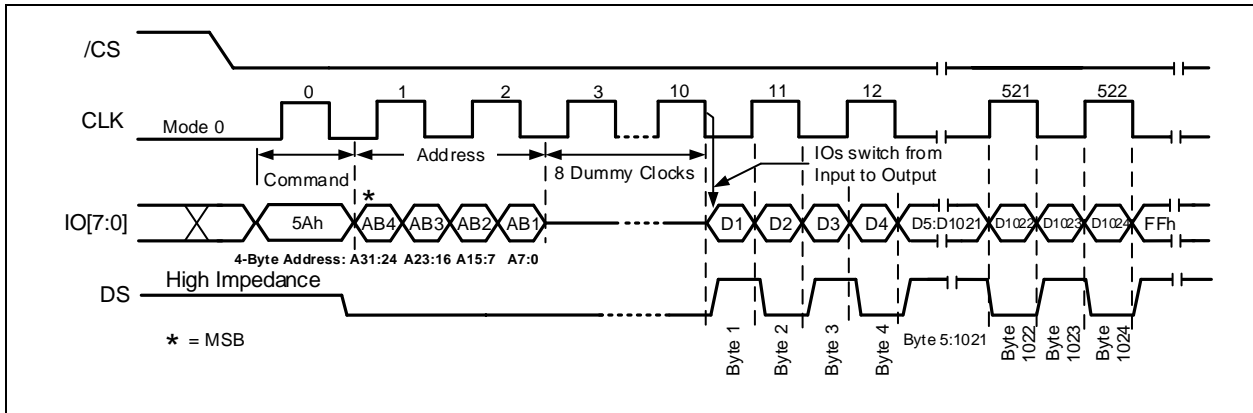 /CS
0 1 2 3 10 11 12 521 522
CLK
Mode 0
Address
8 Dummy Clocks
IOs switch from
Input to Output
Command
*
IO[7:0]
5Ah AB4 AB3 AB2 AB1 D1 D2 D3 D4 D5:D1021 D1022 D1023 D1024 FFh
4-Byte Address: A31:24 A23:16 A15:7 A7:0
High Impedance
DS
* = MSB
Byte 1
Byte 2
Byte 3
Byte 4
Byte 5:1021
Byte 1022
Byte 1023
Byte 1024